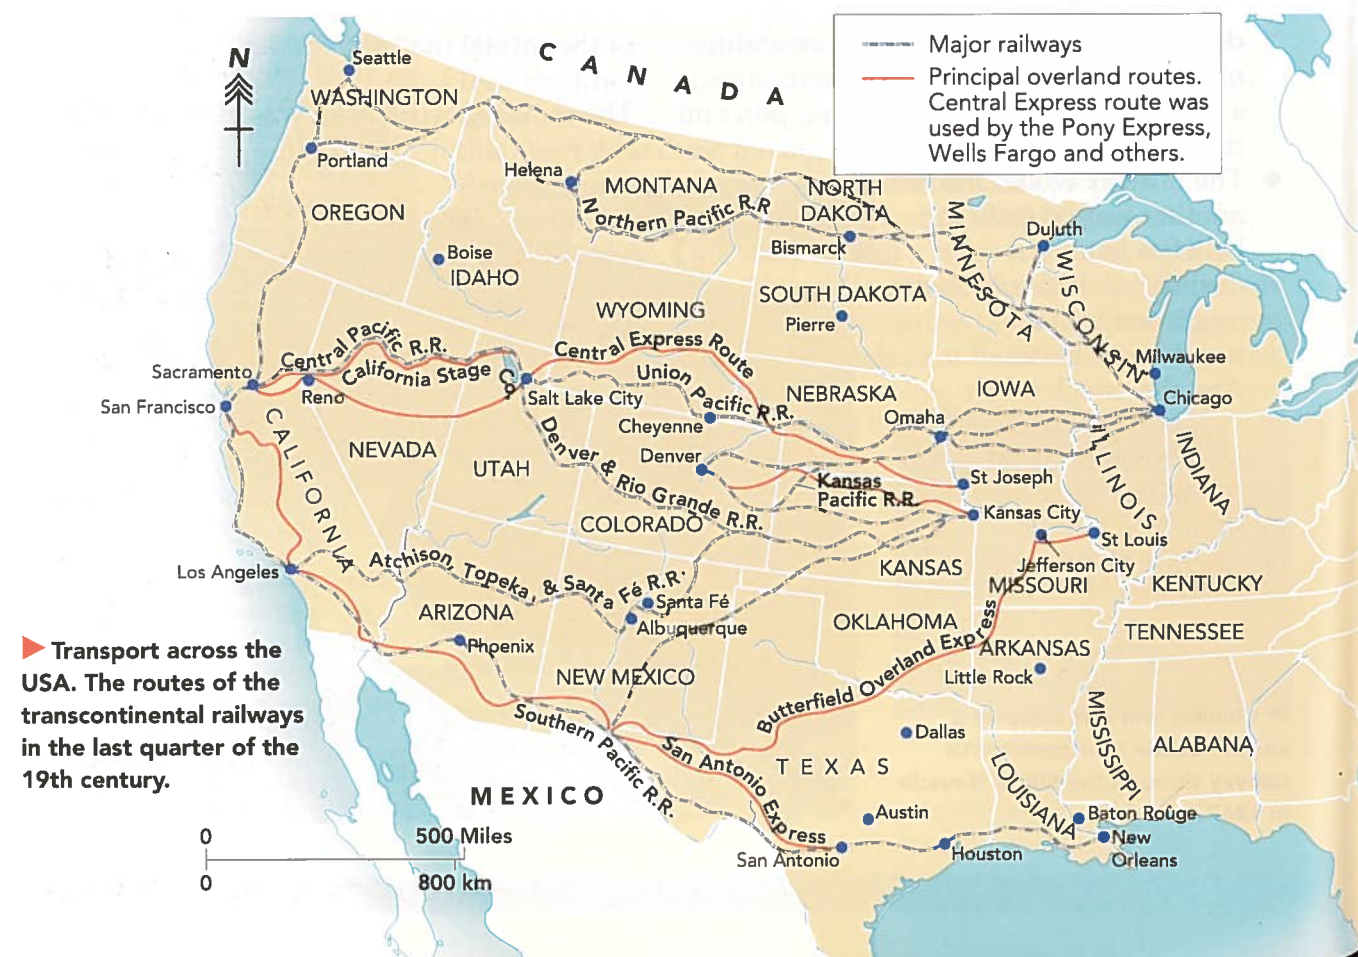 N
CANADA
Major railways
Principal overland routes.
Central Express route was
used by the Pony Express,
Wells Fargo and others.
Seattle
WASHINGTON
Portland
OREGON
Helena
MONTANA
Northern Pacific R.R
NORTH
DAKOTA
Bismarck
MINNESOTA
Duluth
WISCONSIN
Boise
IDAHO
WYOMING
SOUTH DAKOTA
Pierre
Milwaukee
Chicago
Central Pacific R.R.
California Stage Co
Central Express Route
Union Pacific R.R.
Sacramento
San Francisco
Reno
Salt Lake City
Cheyenne
NEBRASKA
IOWA
Omaha
CALIFORNIA
NEVADA
UTAH
Denver & Rio Grande R.R.
Denver
COLORADO
Kansas
Pacific R.R.
St Joseph
Kansas City
ILLINOIS
INDIANA
St Louis
Jefferson City
MISSOURI
KANSAS
KENTUCKY
Los Angeles
Atchison, Topeka, & Santa Fé R.R.
Santa Fé
Albuquerque
ARIZONA
Phoenix
NEW MEXICO
OKLAHOMA
ARKANSAS
Little Rock
TENNESSEE
Butterfield Overland Express
MISSISSIPPI
ALABANA
Southern Pacific R.R.
San Antonio Express
Dallas
TEXAS
LOUISIANA
Austin
Baton Rouge
New
Orleans
San Antonio
Houston
MEXICO
Transport across the
USA. The routes of the
transcontinental railways
in the last quarter of the
19th century.
0 500 Miles
0 800 km